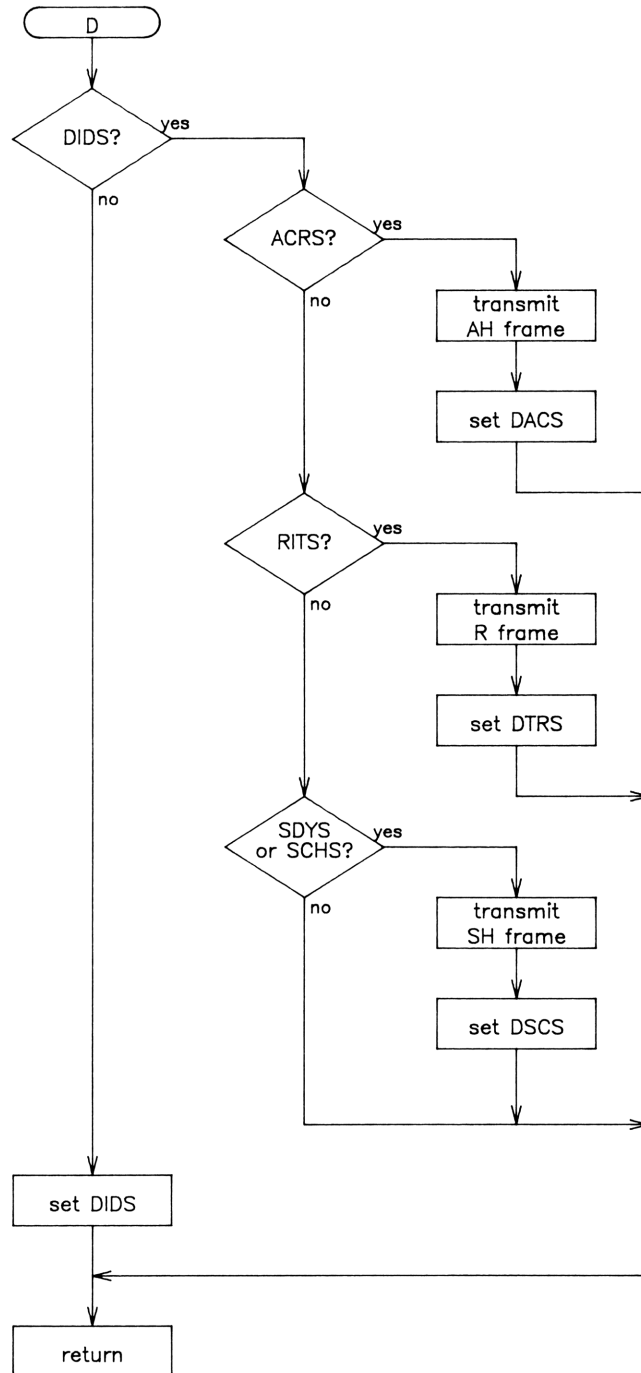 D
DIDS?
yes
no
ACRS?
yes
no
transmit
AH frame
set DACS
RITS?
yes
no
transmit
R frame
set DTRS
SDYS
or SCHS?
yes
no
transmit
SH frame
set DSCS
set DIDS
return